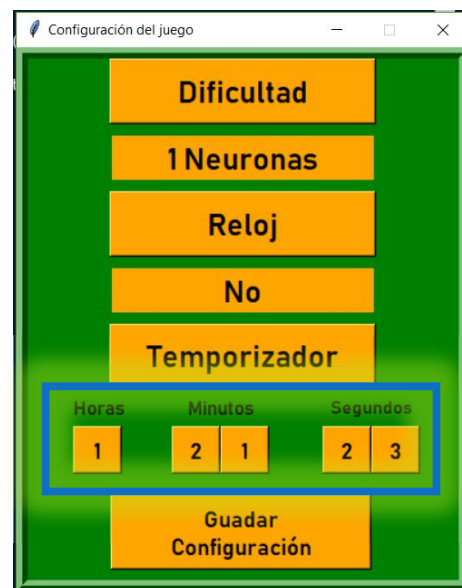 Configuración del juego
Dificultad
1 Neuronas
Reloj
No
Temporizador
Horas Minutos Segundos
1 2 1 2 3
Guadar
Configuración